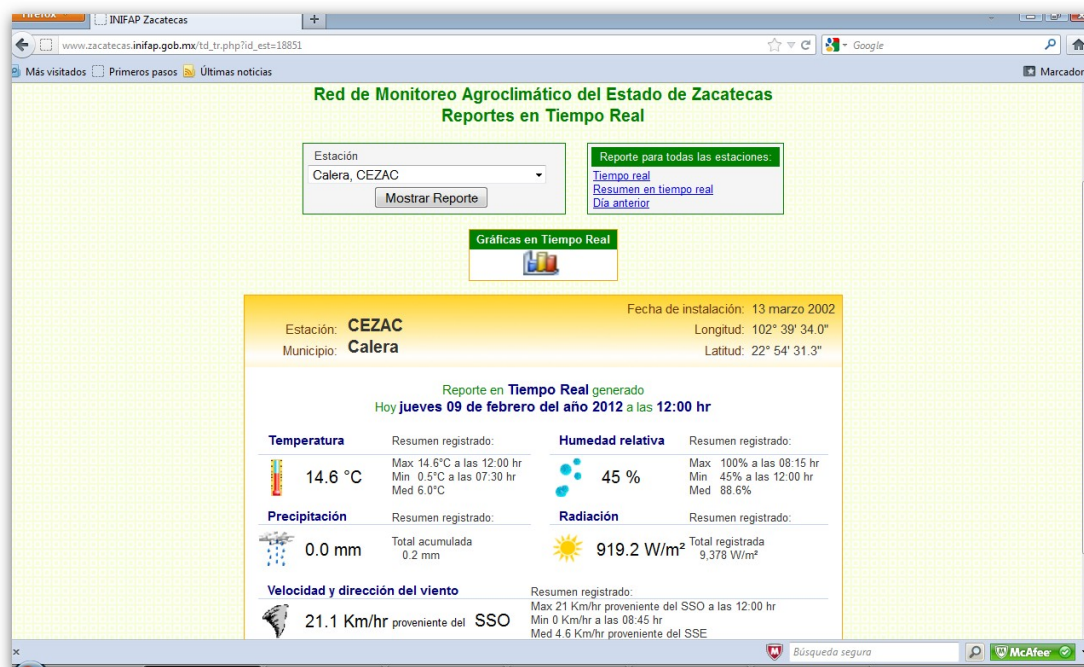 Firefox
INIFAP Zacatecas
+
www.zacatecas.inifap.gob.mx/td_tr.php?id_est=18851
Google
Más visitados Primeros pasos Últimas noticias
Marcador
Red de Monitoreo Agroclimático del Estado de Zacatecas
Reportes en Tiempo Real
Estación
Calera, CEZAC
Mostrar Reporte
Reporte para todas las estaciones:
Tiempo real
Resumen en tiempo real
Día anterior
Gráficas en Tiempo Real
Estación: CEZAC
Municipio: Calera
Fecha de instalación: 13 marzo 2002
Longitud: 102° 39' 34.0"
Latitud: 22° 54' 31.3"
Reporte en Tiempo Real generado
Hoy jueves 09 de febrero del año 2012 a las 12:00 hr
Temperatura Resumen registrado:
14.6 °C
Max 14.6°C a las 12:00 hr
Min 0.5°C a las 07:30 hr
Med 6.0°C
Humedad relativa Resumen registrado:
45 %
Max 100% a las 08:15 hr
Min 45% a las 12:00 hr
Med 88.6%
Precipitación Resumen registrado:
0.0 mm
Total acumulada
0.2 mm
Radiación Resumen registrado:
919.2 W/m²
Total registrada
9,378 W/m²
Velocidad y dirección del viento Resumen registrado:
21.1 Km/hr proveniente del SSO
Max 21 Km/hr proveniente del SSO a las 12:00 hr
Min 0 Km/hr a las 08:45 hr
Med 4.6 Km/hr proveniente del SSE
x
Búsqueda segura
McAfee